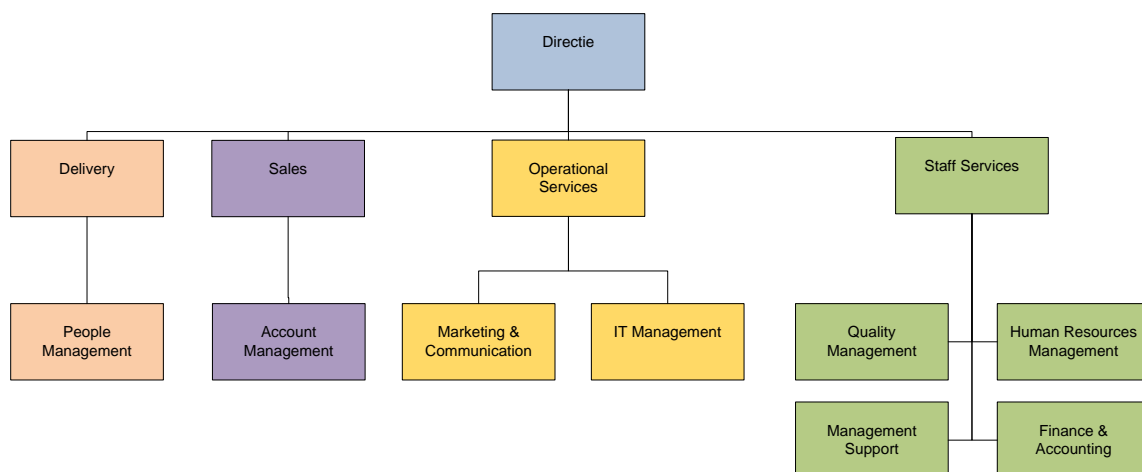 Directie
Delivery
Sales
Operational
Services
Staff Services
People
Management
Account
Management
Marketing &
Communication
IT Management
Quality
Management
Human Resources
Management
Management
Support
Finance &
Accounting